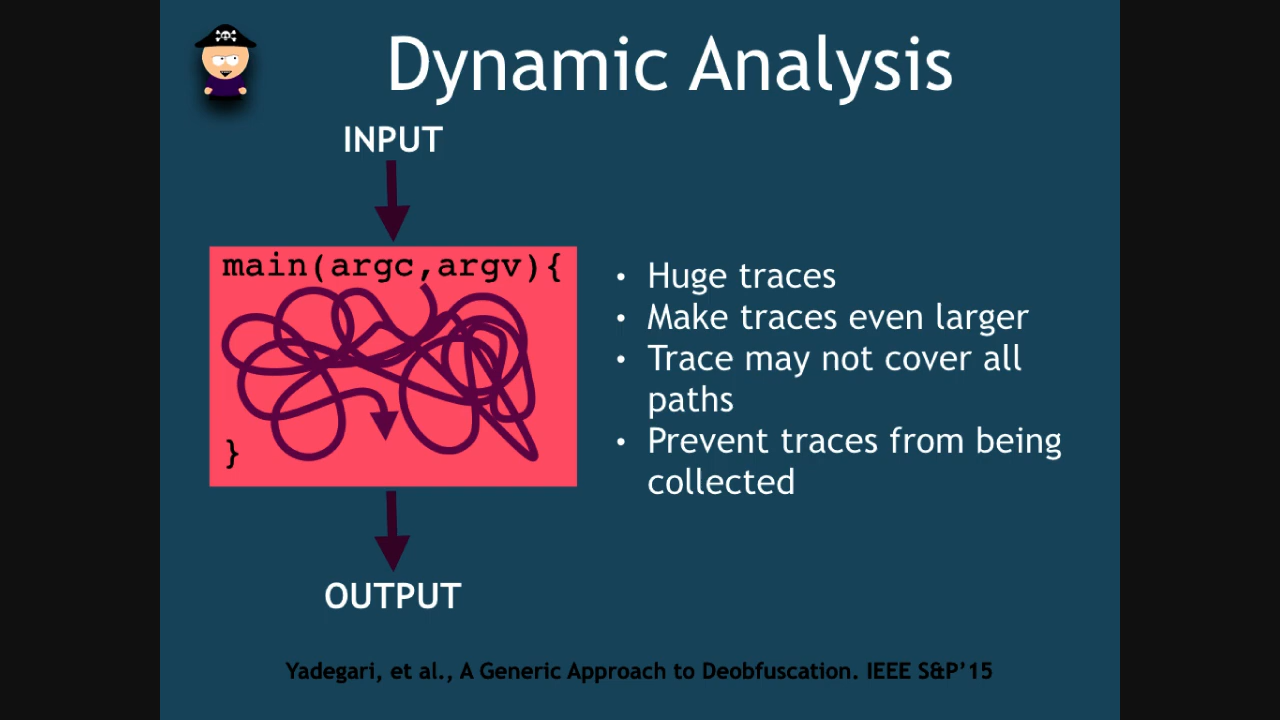 Dynamic Analysis
INPUT
main(argc,argv){
}
OUTPUT
• Huge traces
• Make traces even larger
• Trace may not cover all
paths
• Prevent traces from being
collected
Yadegari, et al., A Generic Approach to Deobfuscation. IEEE S&P’15